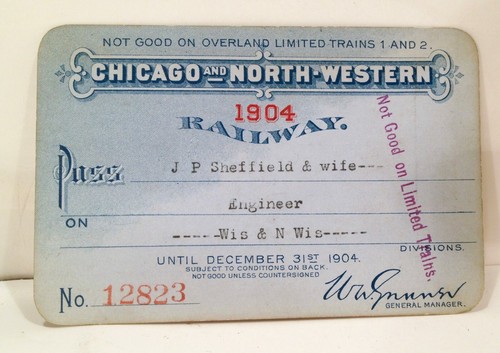 NOT GOOD ON OVERLAND LIMITED TRAINS 1 AND 2.
CHICAGO AND NORTH-WESTERN
1904
RAILWAY.
Pass J P Sheffield & wife---
Engineer
ON -----Wis & N Wis-----
DIVISIONS.
UNTIL DECEMBER 31ST 1904.
SUBJECT TO CONDITIONS ON BACK.
NOT GOOD UNLESS COUNTERSIGNED
No. 12823
GENERAL MANAGER.
Not Good on Limited Trains.